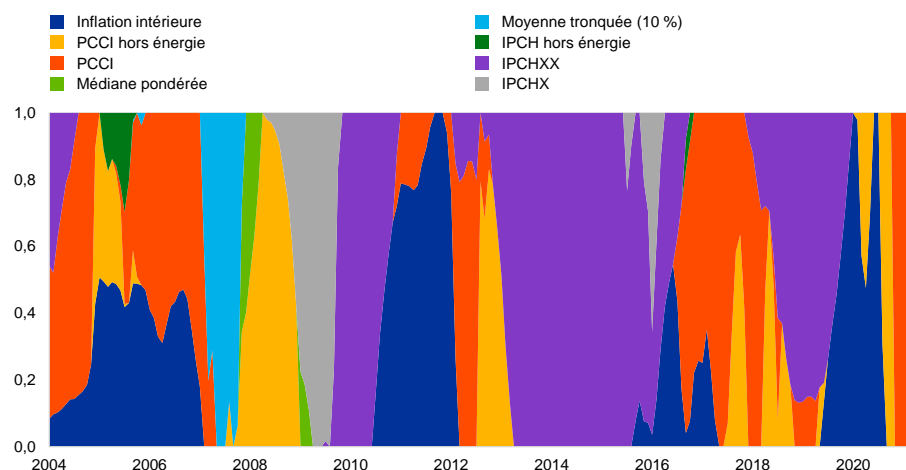 Inflation intérieure
PCCI hors énergie
PCCI
Médiane pondérée
Moyenne tronquée (10 %)
IPCH hors énergie
IPCHXX
IPCHX
1,0
0,8
0,6
0,4
0,2
0,0
2004 2006 2008 2010 2012 2014 2016 2018 2020